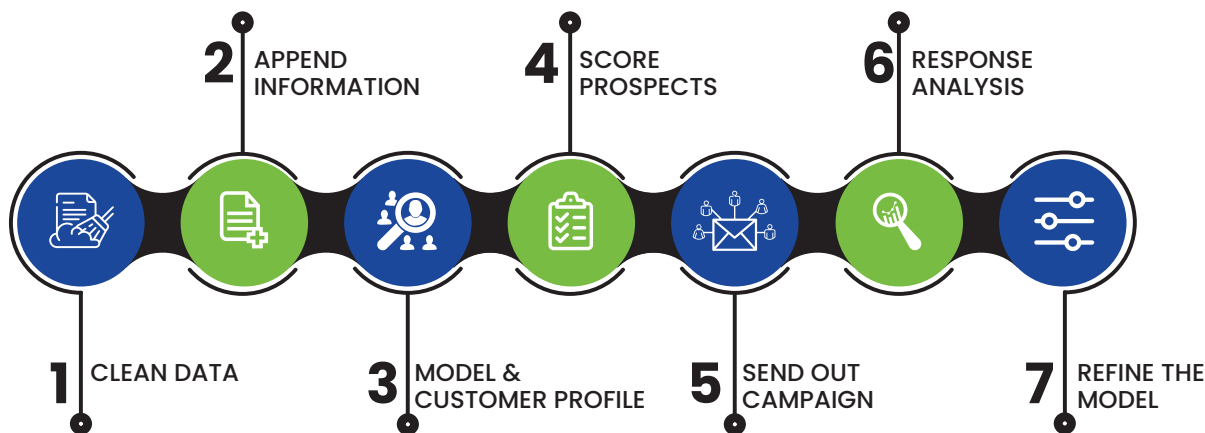 1 CLEAN DATA
2 APPEND
INFORMATION
3 MODEL &
CUSTOMER PROFILE
4 SCORE
PROSPECTS
5 SEND OUT
CAMPAIGN
6 RESPONSE
ANALYSIS
7 REFINE THE
MODEL